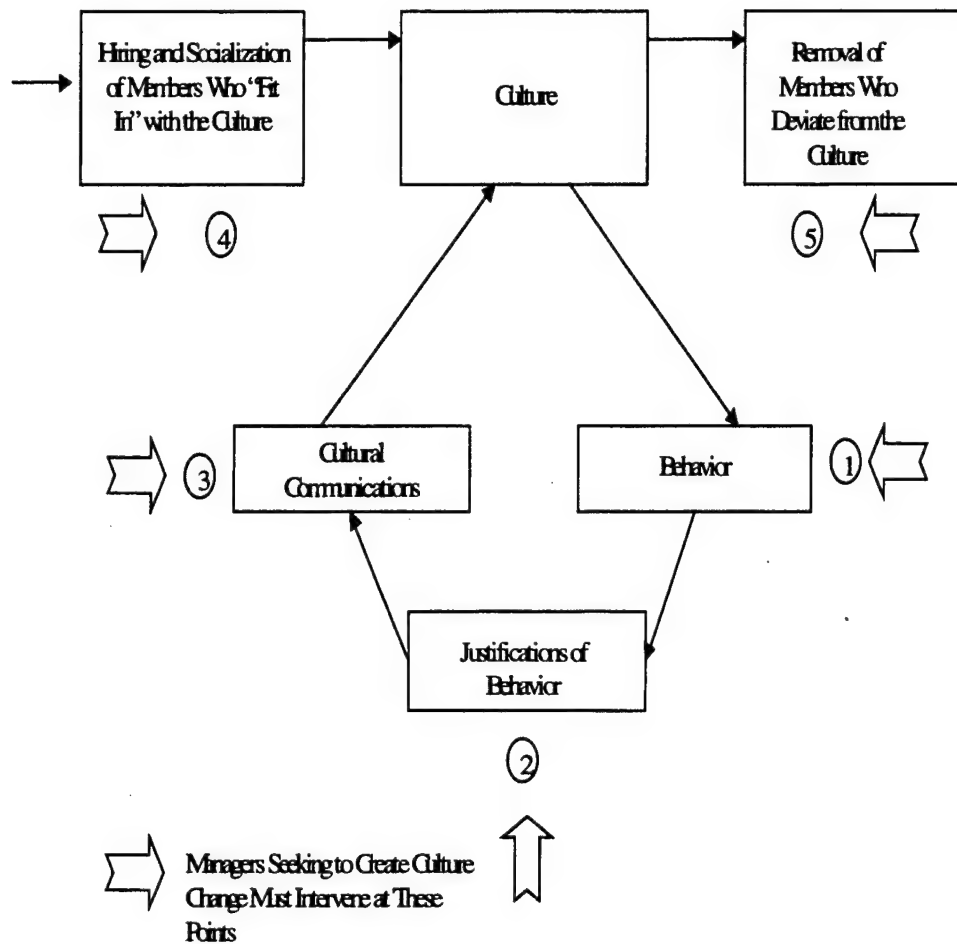 Hiring and Socialization
of Members Who "Fit
In" with the Culture
Culture
Removal of
Members Who
Deviate from the
Culture
4
5
3
Cultural
Communications
Behavior
1
Justifications of
Behavior
2
Managers Seeking to Create Culture
Change Must Intervene at These
Points